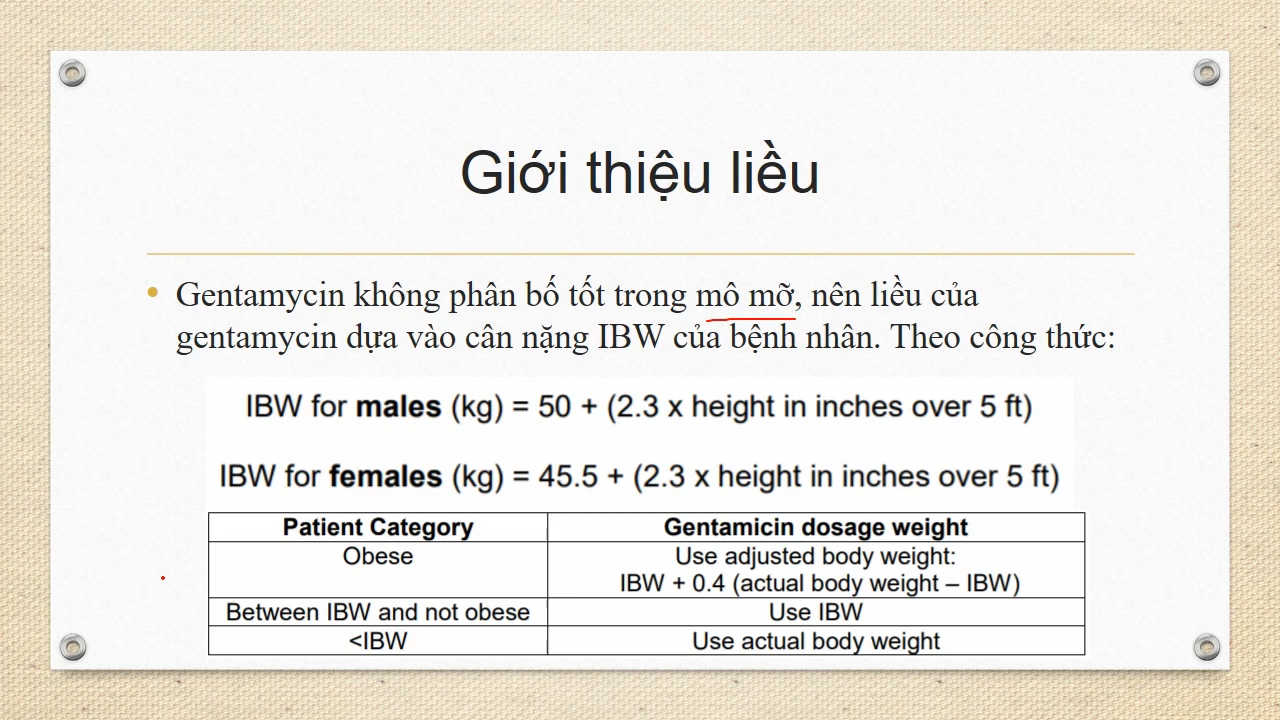 Giới thiệu liều
• Gentamycin không phân bố tốt trong mô mỡ, nên liều của
gentamycin dựa vào cân nặng IBW của bệnh nhân. Theo công thức:
IBW for males (kg) = 50 + (2.3 x height in inches over 5 ft)
IBW for females (kg) = 45.5 + (2.3 x height in inches over 5 ft)
Patient Category Gentamicin dosage weight
Obese Use adjusted body weight:
IBW + 0.4 (actual body weight – IBW)
Between IBW and not obese Use IBW
<IBW Use actual body weight